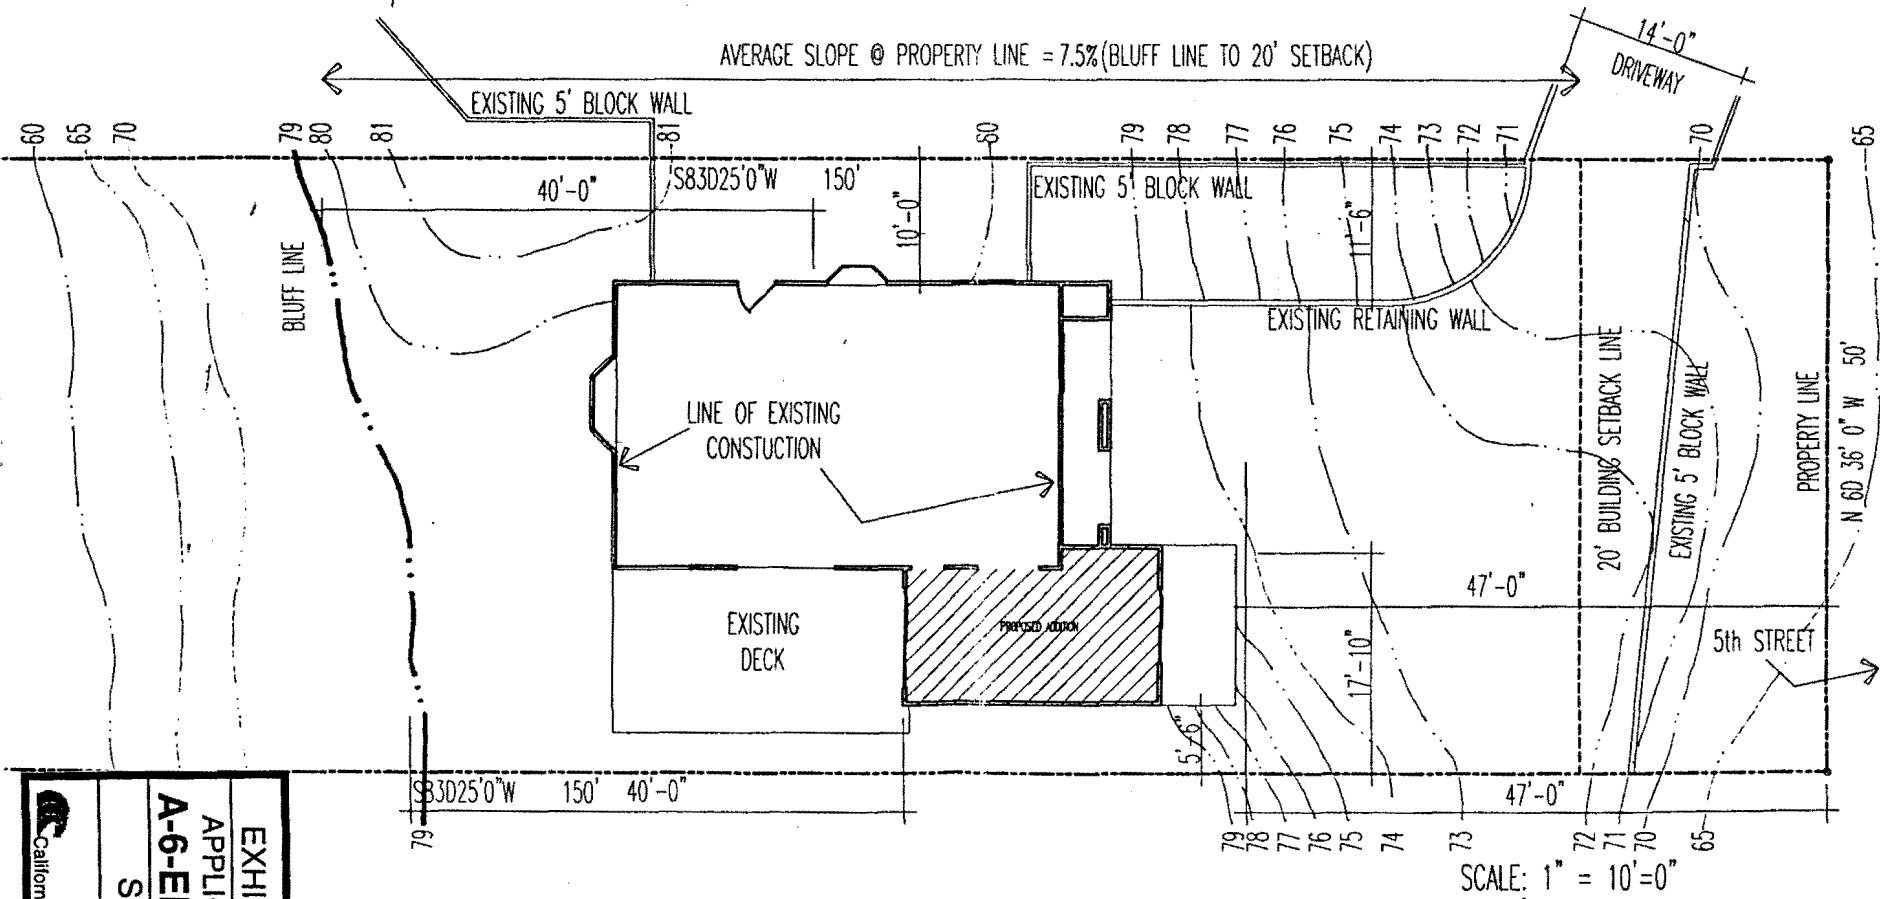 14'-0"
DRIVEWAY
AVERAGE SLOPE @ PROPERTY LINE = 7.5% (BLUFF LINE TO 20' SETBACK)
EXISTING 5' BLOCK WALL
60
65
70
79
80
81
81
60
79
78
77
76
75
74
73
72
71
70
65
40'-0"
S83D25'0"W 150'
10'-0"
EXISTING 5' BLOCK WALL
11'-6"
BLUFF LINE
EXISTING RETAINING WALL
LINE OF EXISTING
CONSTUCTION
20' BUILDING SETBACK LINE
EXISTING 5' BLOCK WALL
PROPERTY LINE
N 6D 36' 0" W 50'
47'-0"
EXISTING
DECK
PROPOSED ADDITION
17'-10"
5th STREET
5'-6"
S83D25'0"W 150' 40'-0"
47'-0"
79
79
78
77
76
75
74
73
72
71
70
65
SCALE: 1" = 10'=0"
EXHI
APPLI
A-6-E
S
Californ